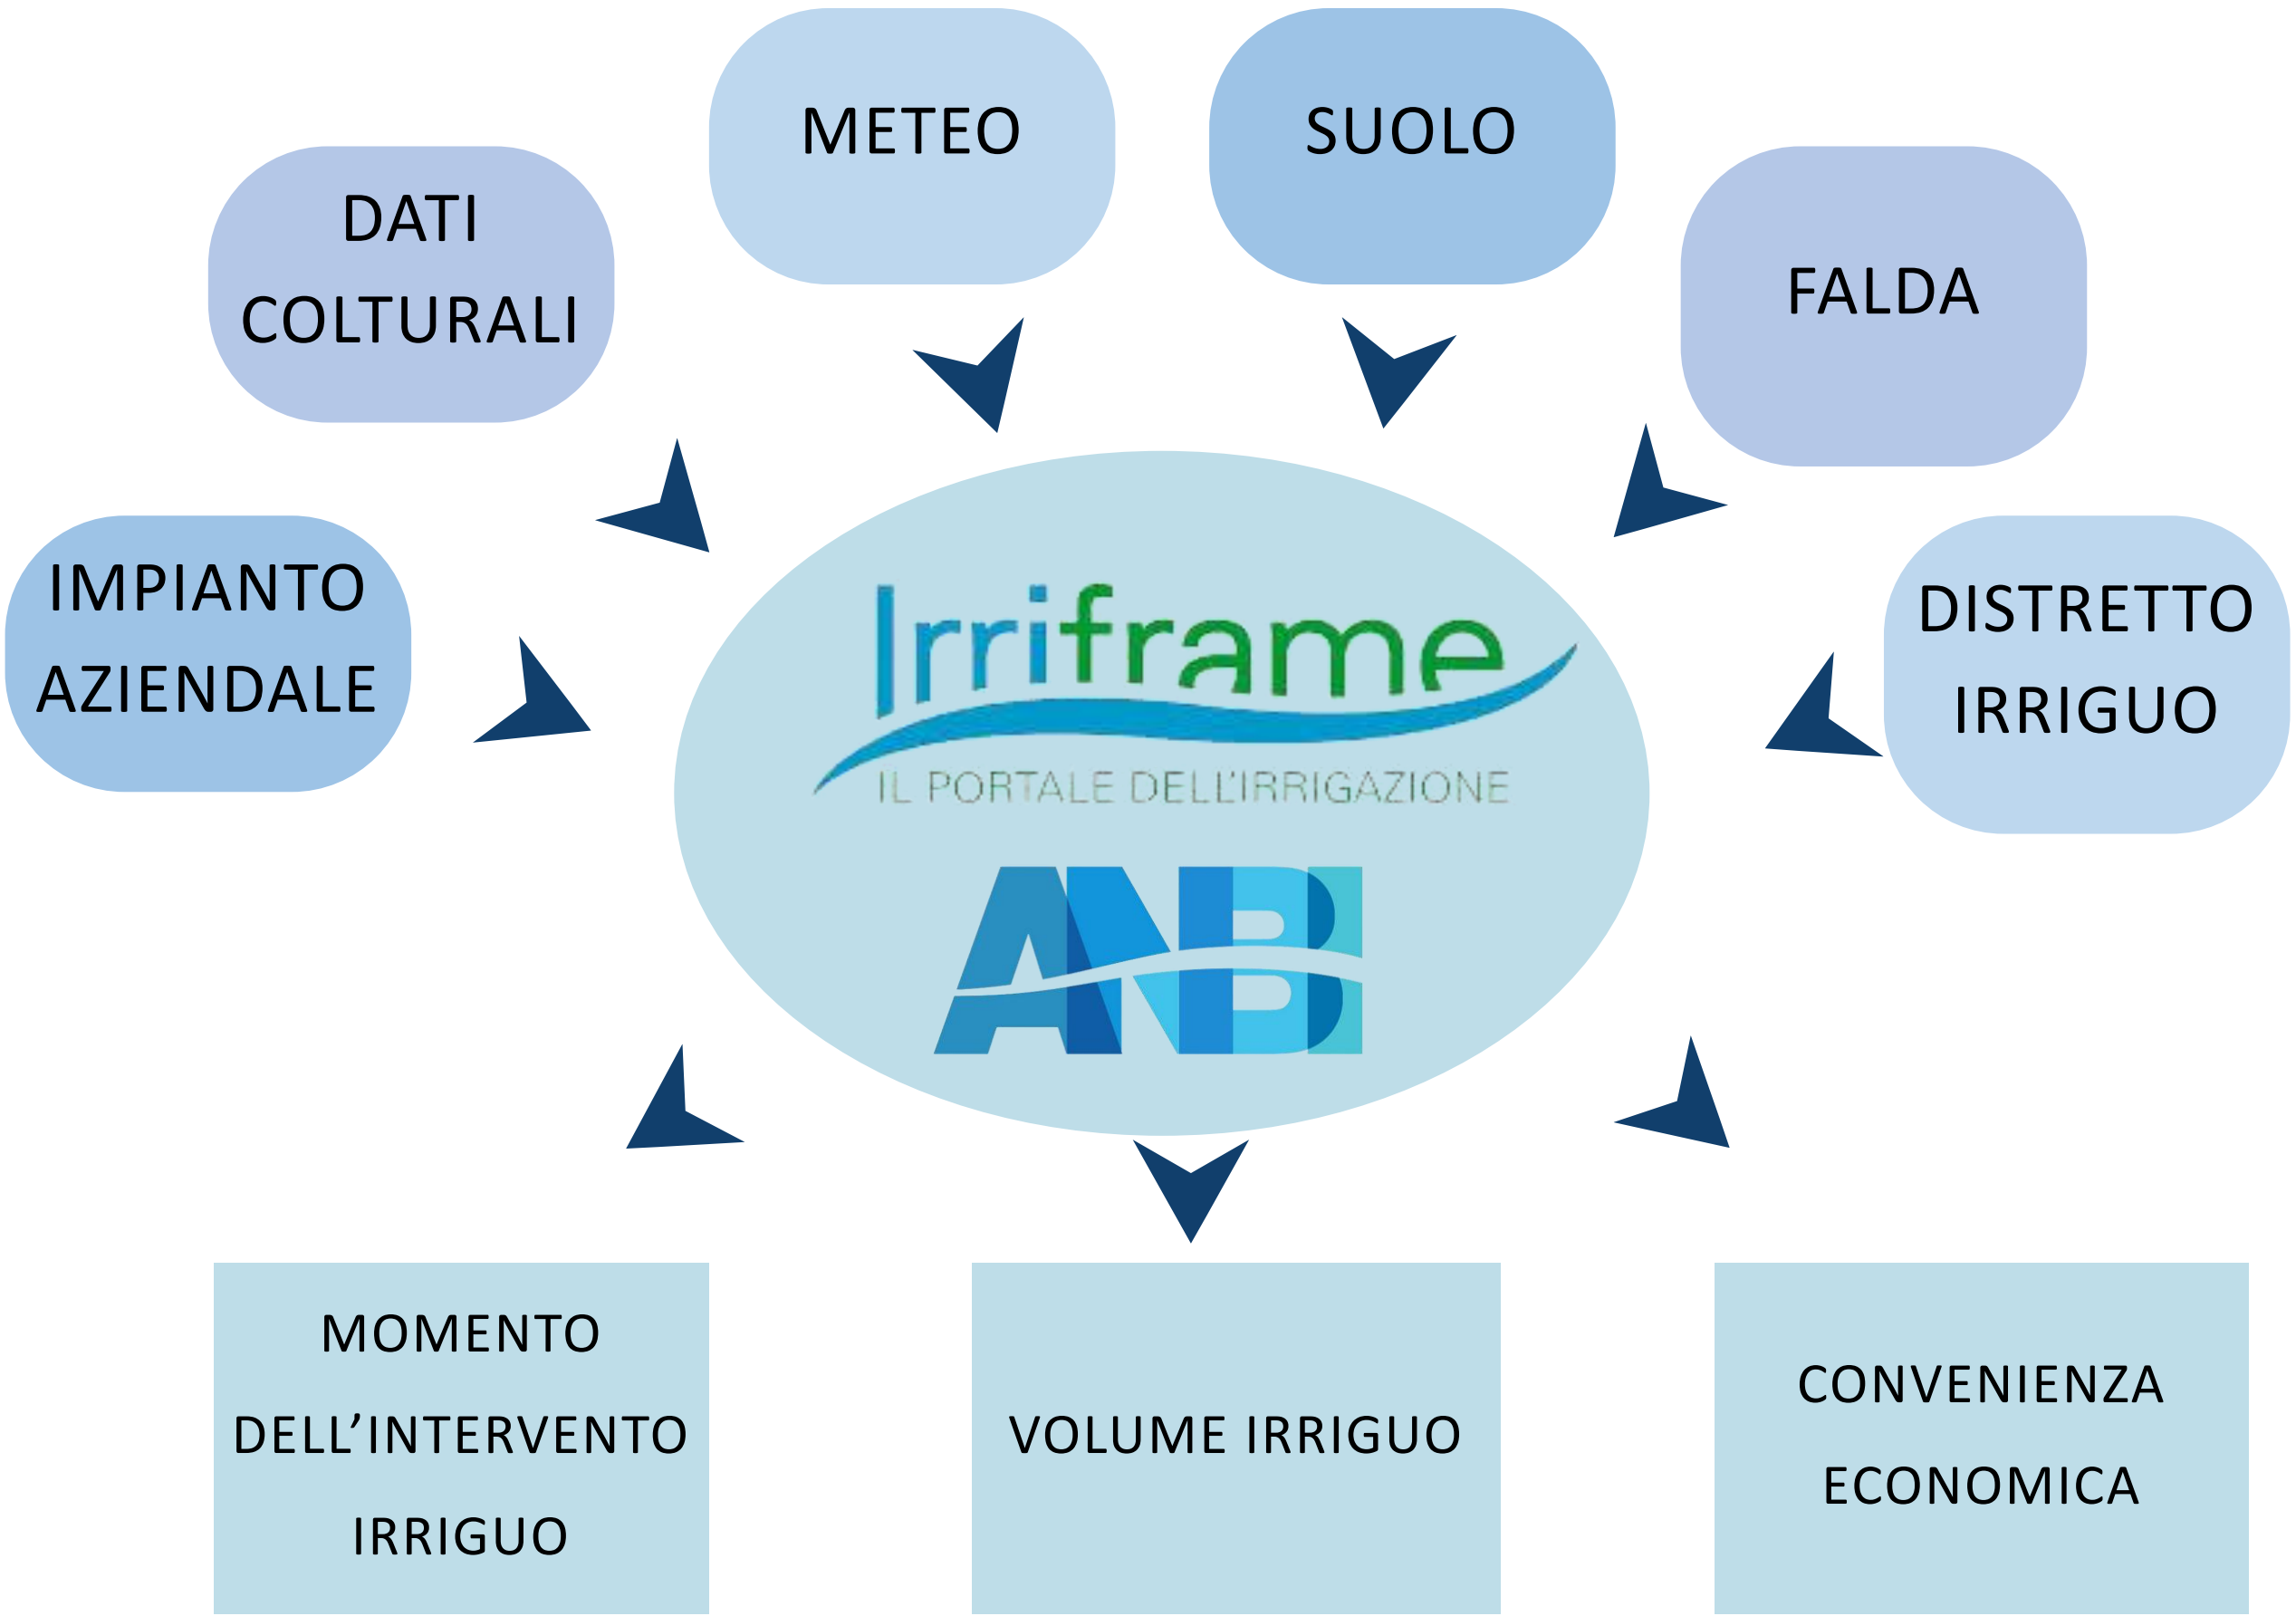 METEO
SUOLO
DATI
COLTURALI
FALDA
IMPIANTO
AZIENDALE
DISTRETTO
IRRIGUO
Irriframe
IL PORTALE DELL'IRRIGAZIONE
ANBI
MOMENTO
DELL’INTERVENTO
IRRIGUO
VOLUME IRRIGUO
CONVENIENZA
ECONOMICA